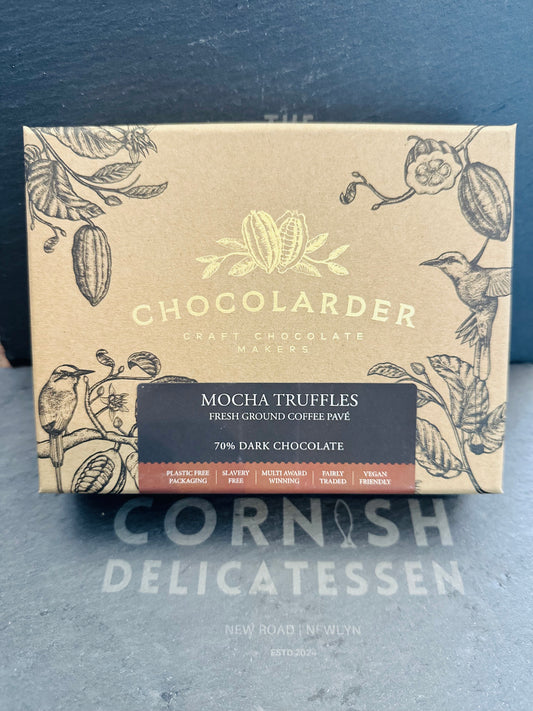 THE
CHOCOLARDER
CRAFT CHOCOLATE
MAKERS
MOCHA TRUFFLES
FRESH GROUND COFFEE PAVÉ
70% DARK CHOCOLATE
PLASTIC FREE
PACKAGING
SLAVERY
FREE
MULTI AWARD
WINNING
FAIRLY
TRADED
VEGAN
FRIENDLY
CORNISH
DELICATESSEN
NEW ROAD | NEWLYN
ESTD 2024